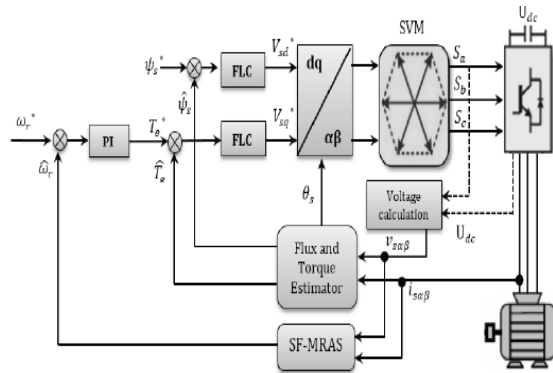 U_dc
SVM
ψ_s*
FLC
V_sd*
dq
αβ
S_a
S_b
S_c
ψ̂_s
ω_r*
PI
T_e*
FLC
V_sq*
ω̂_r
T̂_e
θ_s
Voltage
calculation
U_dc
v_sαβ
Flux and
Torque
Estimator
i_sαβ
SF-MRAS